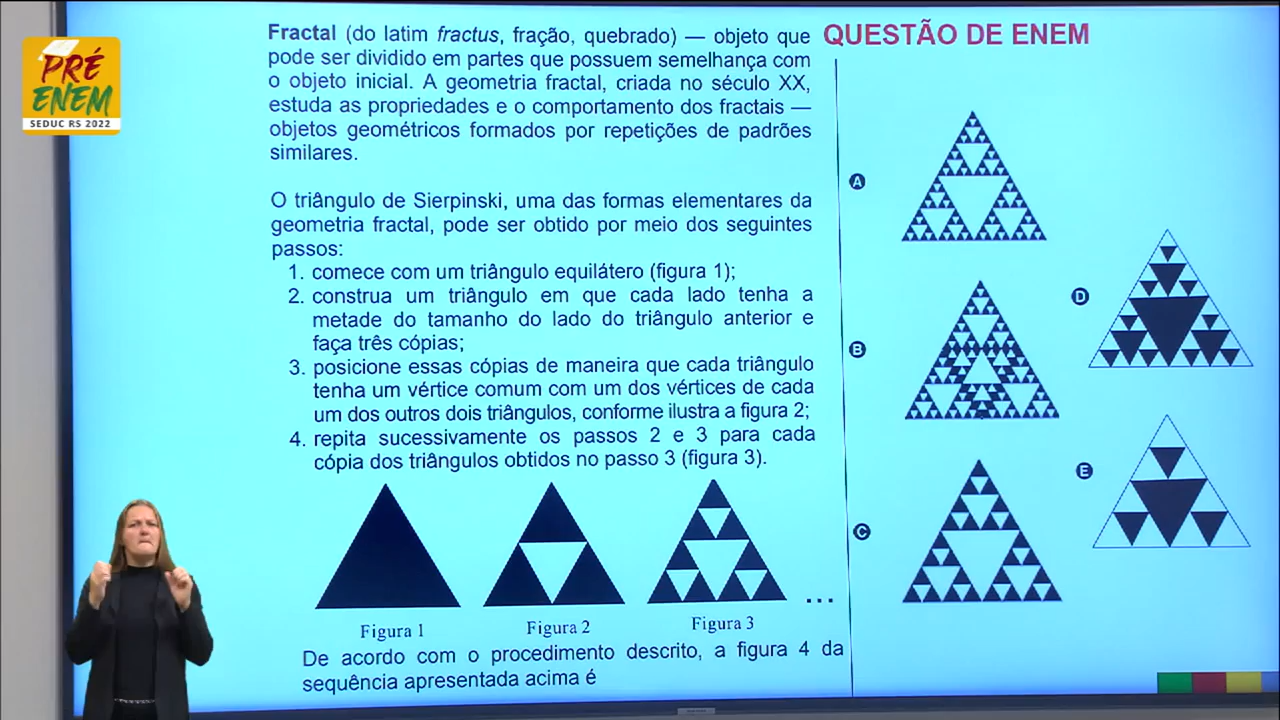 PRÉ
ENEM
SEDUC RS 2022
Fractal (do latim fractus, fração, quebrado) — objeto que
pode ser dividido em partes que possuem semelhança com
o objeto inicial. A geometria fractal, criada no século XX,
estuda as propriedades e o comportamento dos fractais —
objetos geométricos formados por repetições de padrões
similares.
O triângulo de Sierpinski, uma das formas elementares da
geometria fractal, pode ser obtido por meio dos seguintes
passos:
1. comece com um triângulo equilátero (figura 1);
2. construa um triângulo em que cada lado tenha a
metade do tamanho do lado do triângulo anterior e
faça três cópias;
3. posicione essas cópias de maneira que cada triângulo
tenha um vértice comum com um dos vértices de cada
um dos outros dois triângulos, conforme ilustra a figura 2;
4. repita sucessivamente os passos 2 e 3 para cada
cópia dos triângulos obtidos no passo 3 (figura 3).
Figura 1
Figura 2
Figura 3
...
De acordo com o procedimento descrito, a figura 4 da
sequência apresentada acima é
QUESTÃO DE ENEM
A
B
C
D
E